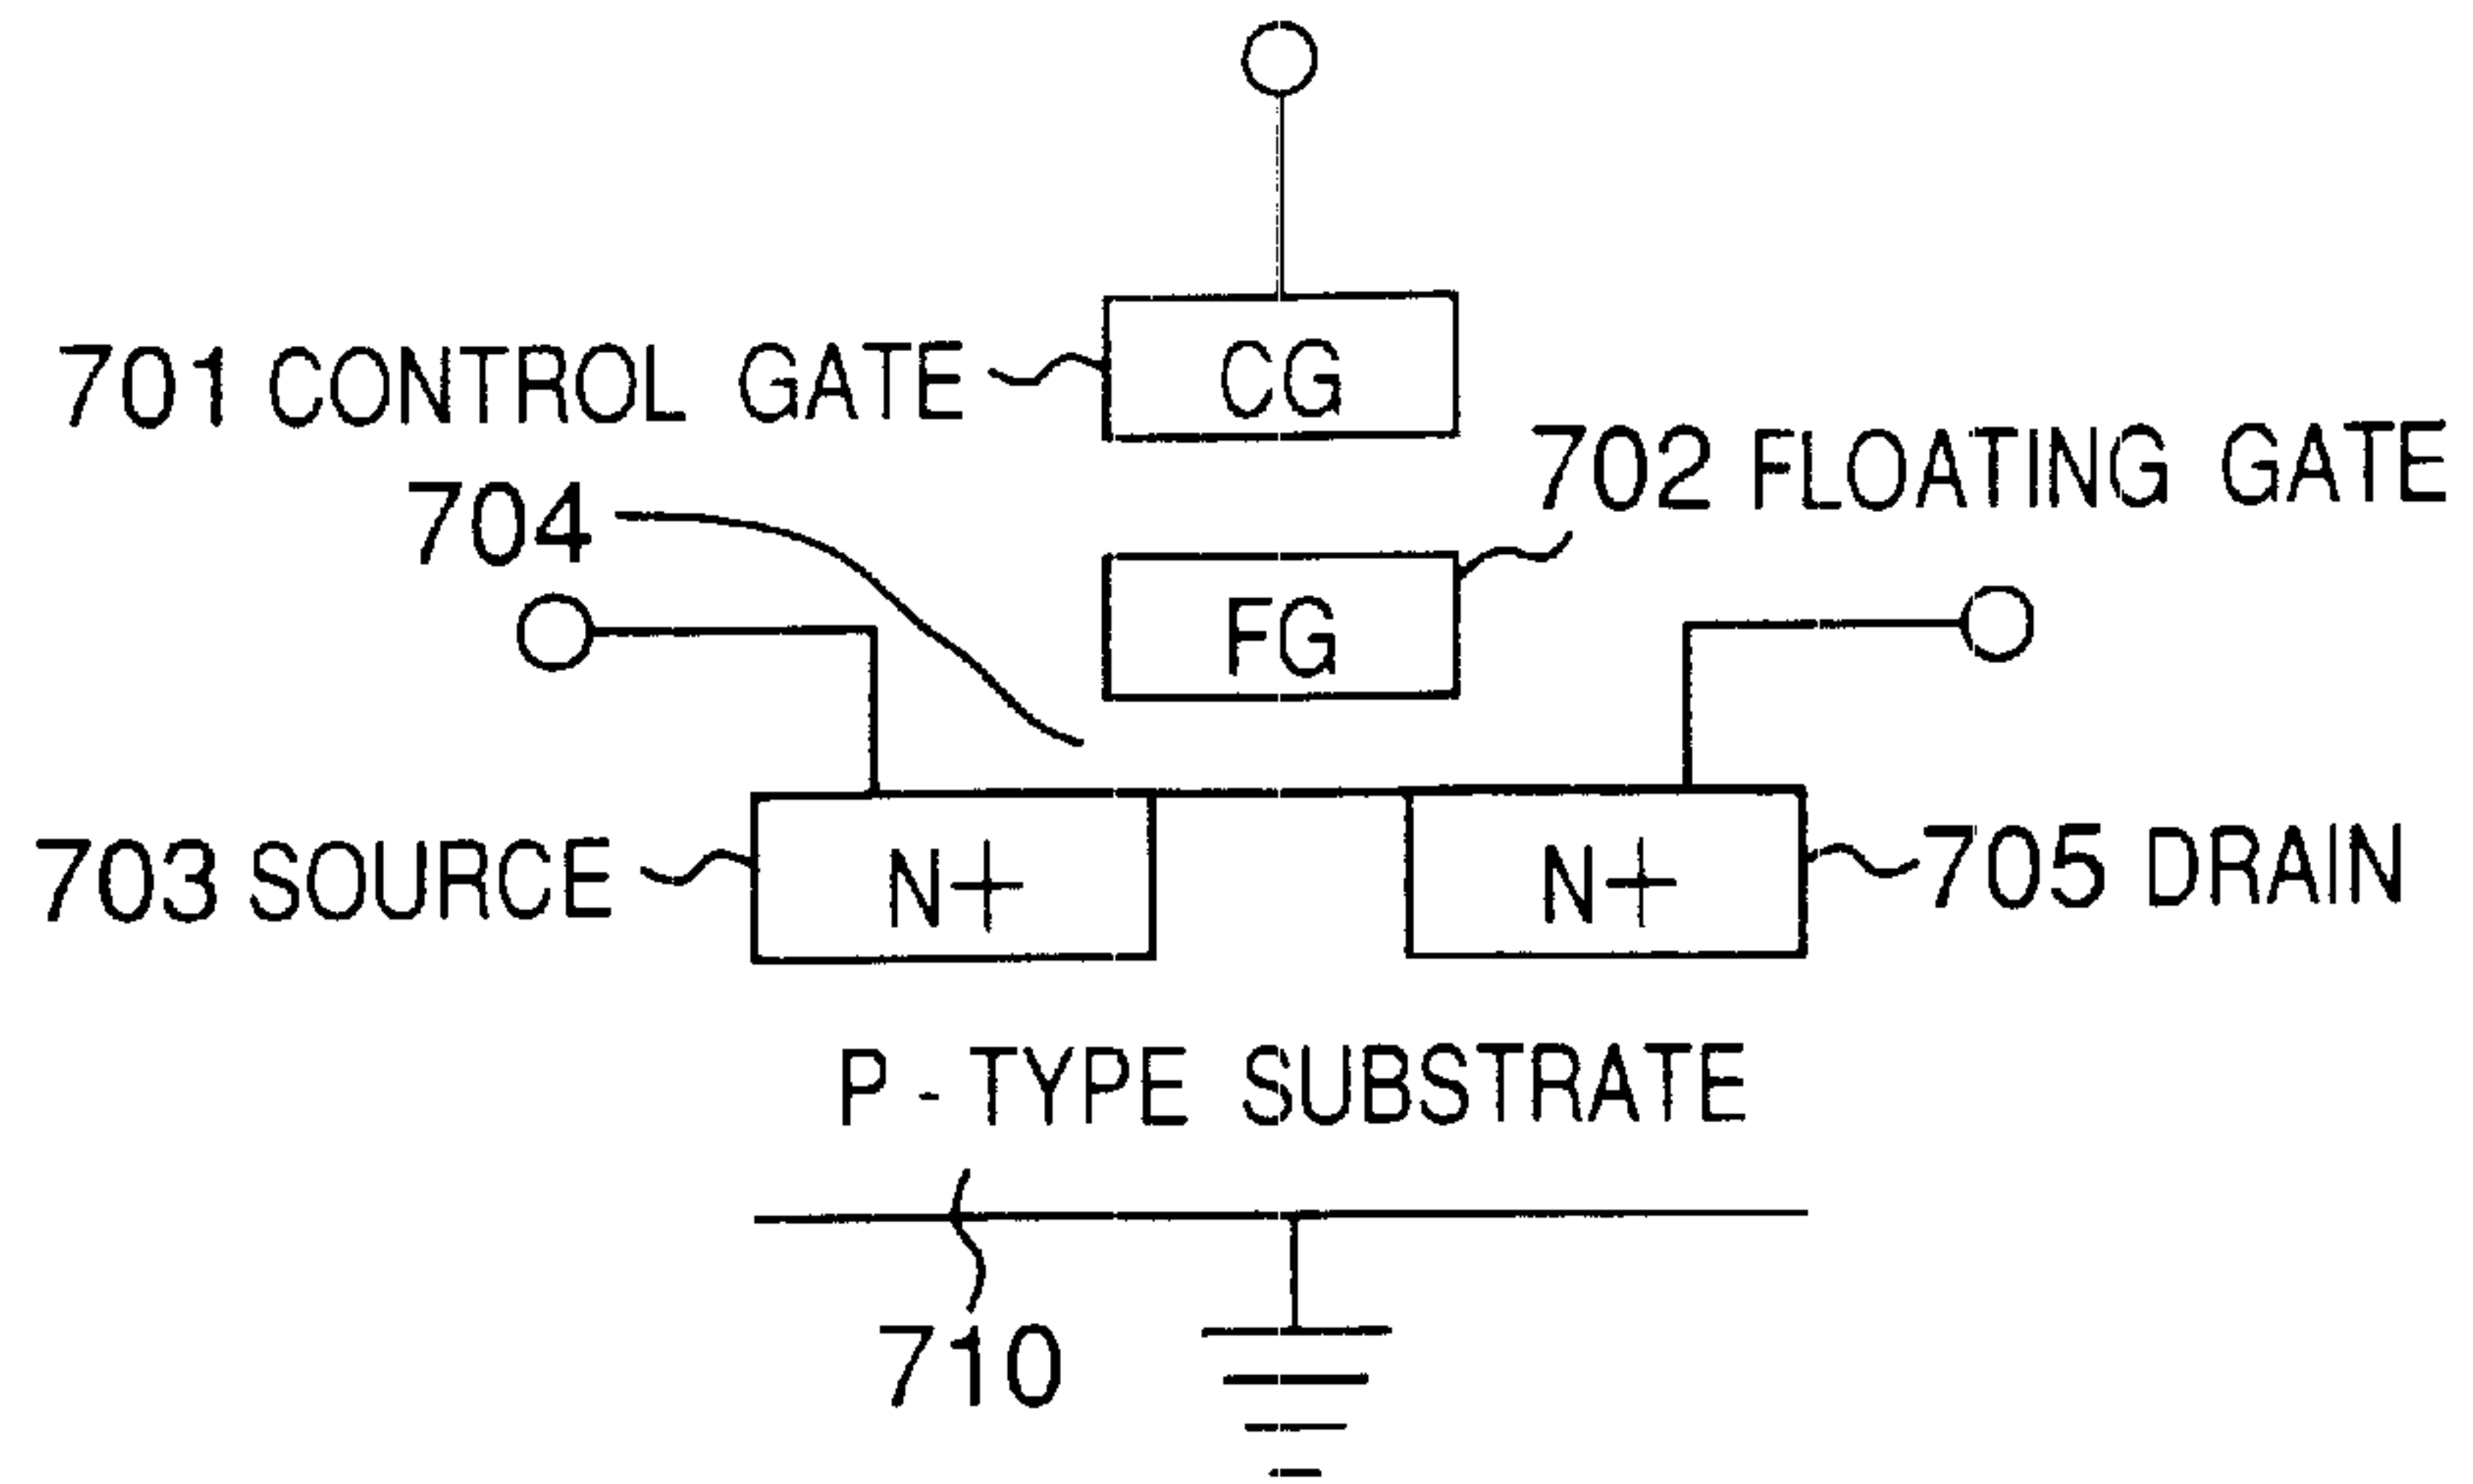 701 CONTROL GATE
CG
702 FLOATING GATE
704
FG
703 SOURCE
N+
N+
705 DRAIN
P - TYPE SUBSTRATE
710